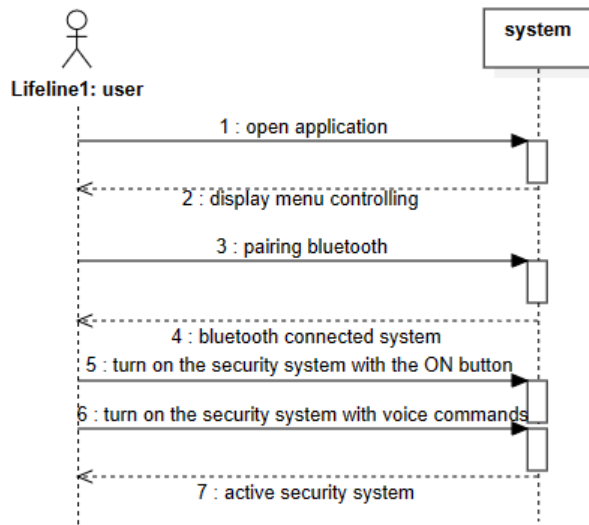 system
Lifeline1: user
1 : open application
2 : display menu controlling
3 : pairing bluetooth
4 : bluetooth connected system
5 : turn on the security system with the ON button
6 : turn on the security system with voice commands
7 : active security system